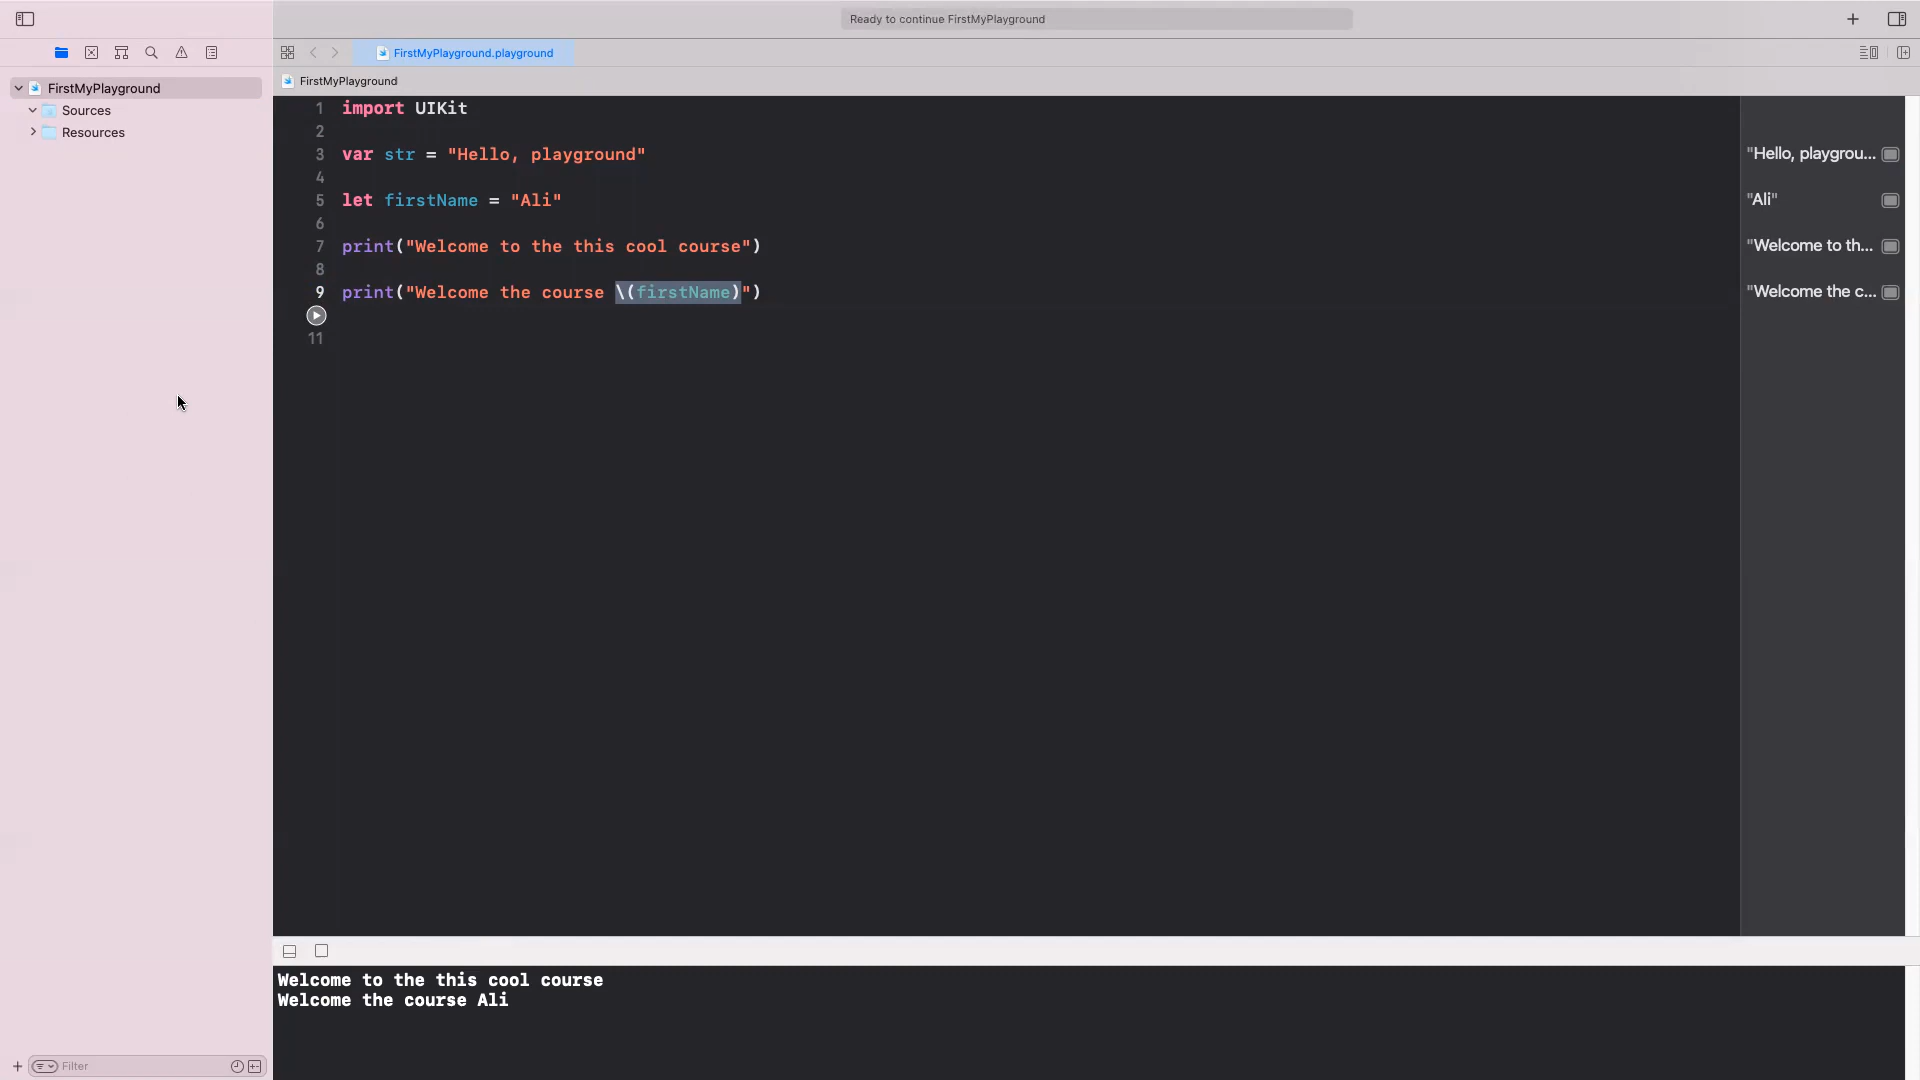 Ready to continue FirstMyPlayground
FirstMyPlayground.playground
FirstMyPlayground
FirstMyPlayground
Sources
Resources
1 import UIKit
2
3 var str = "Hello, playground"
4
5 let firstName = "Ali"
6
7 print("Welcome to the this cool course")
8
9 print("Welcome the course \(firstName)")
11
"Hello, playgrou...
"Ali"
"Welcome to th...
"Welcome the c...
Welcome to the this cool course
Welcome the course Ali
Filter